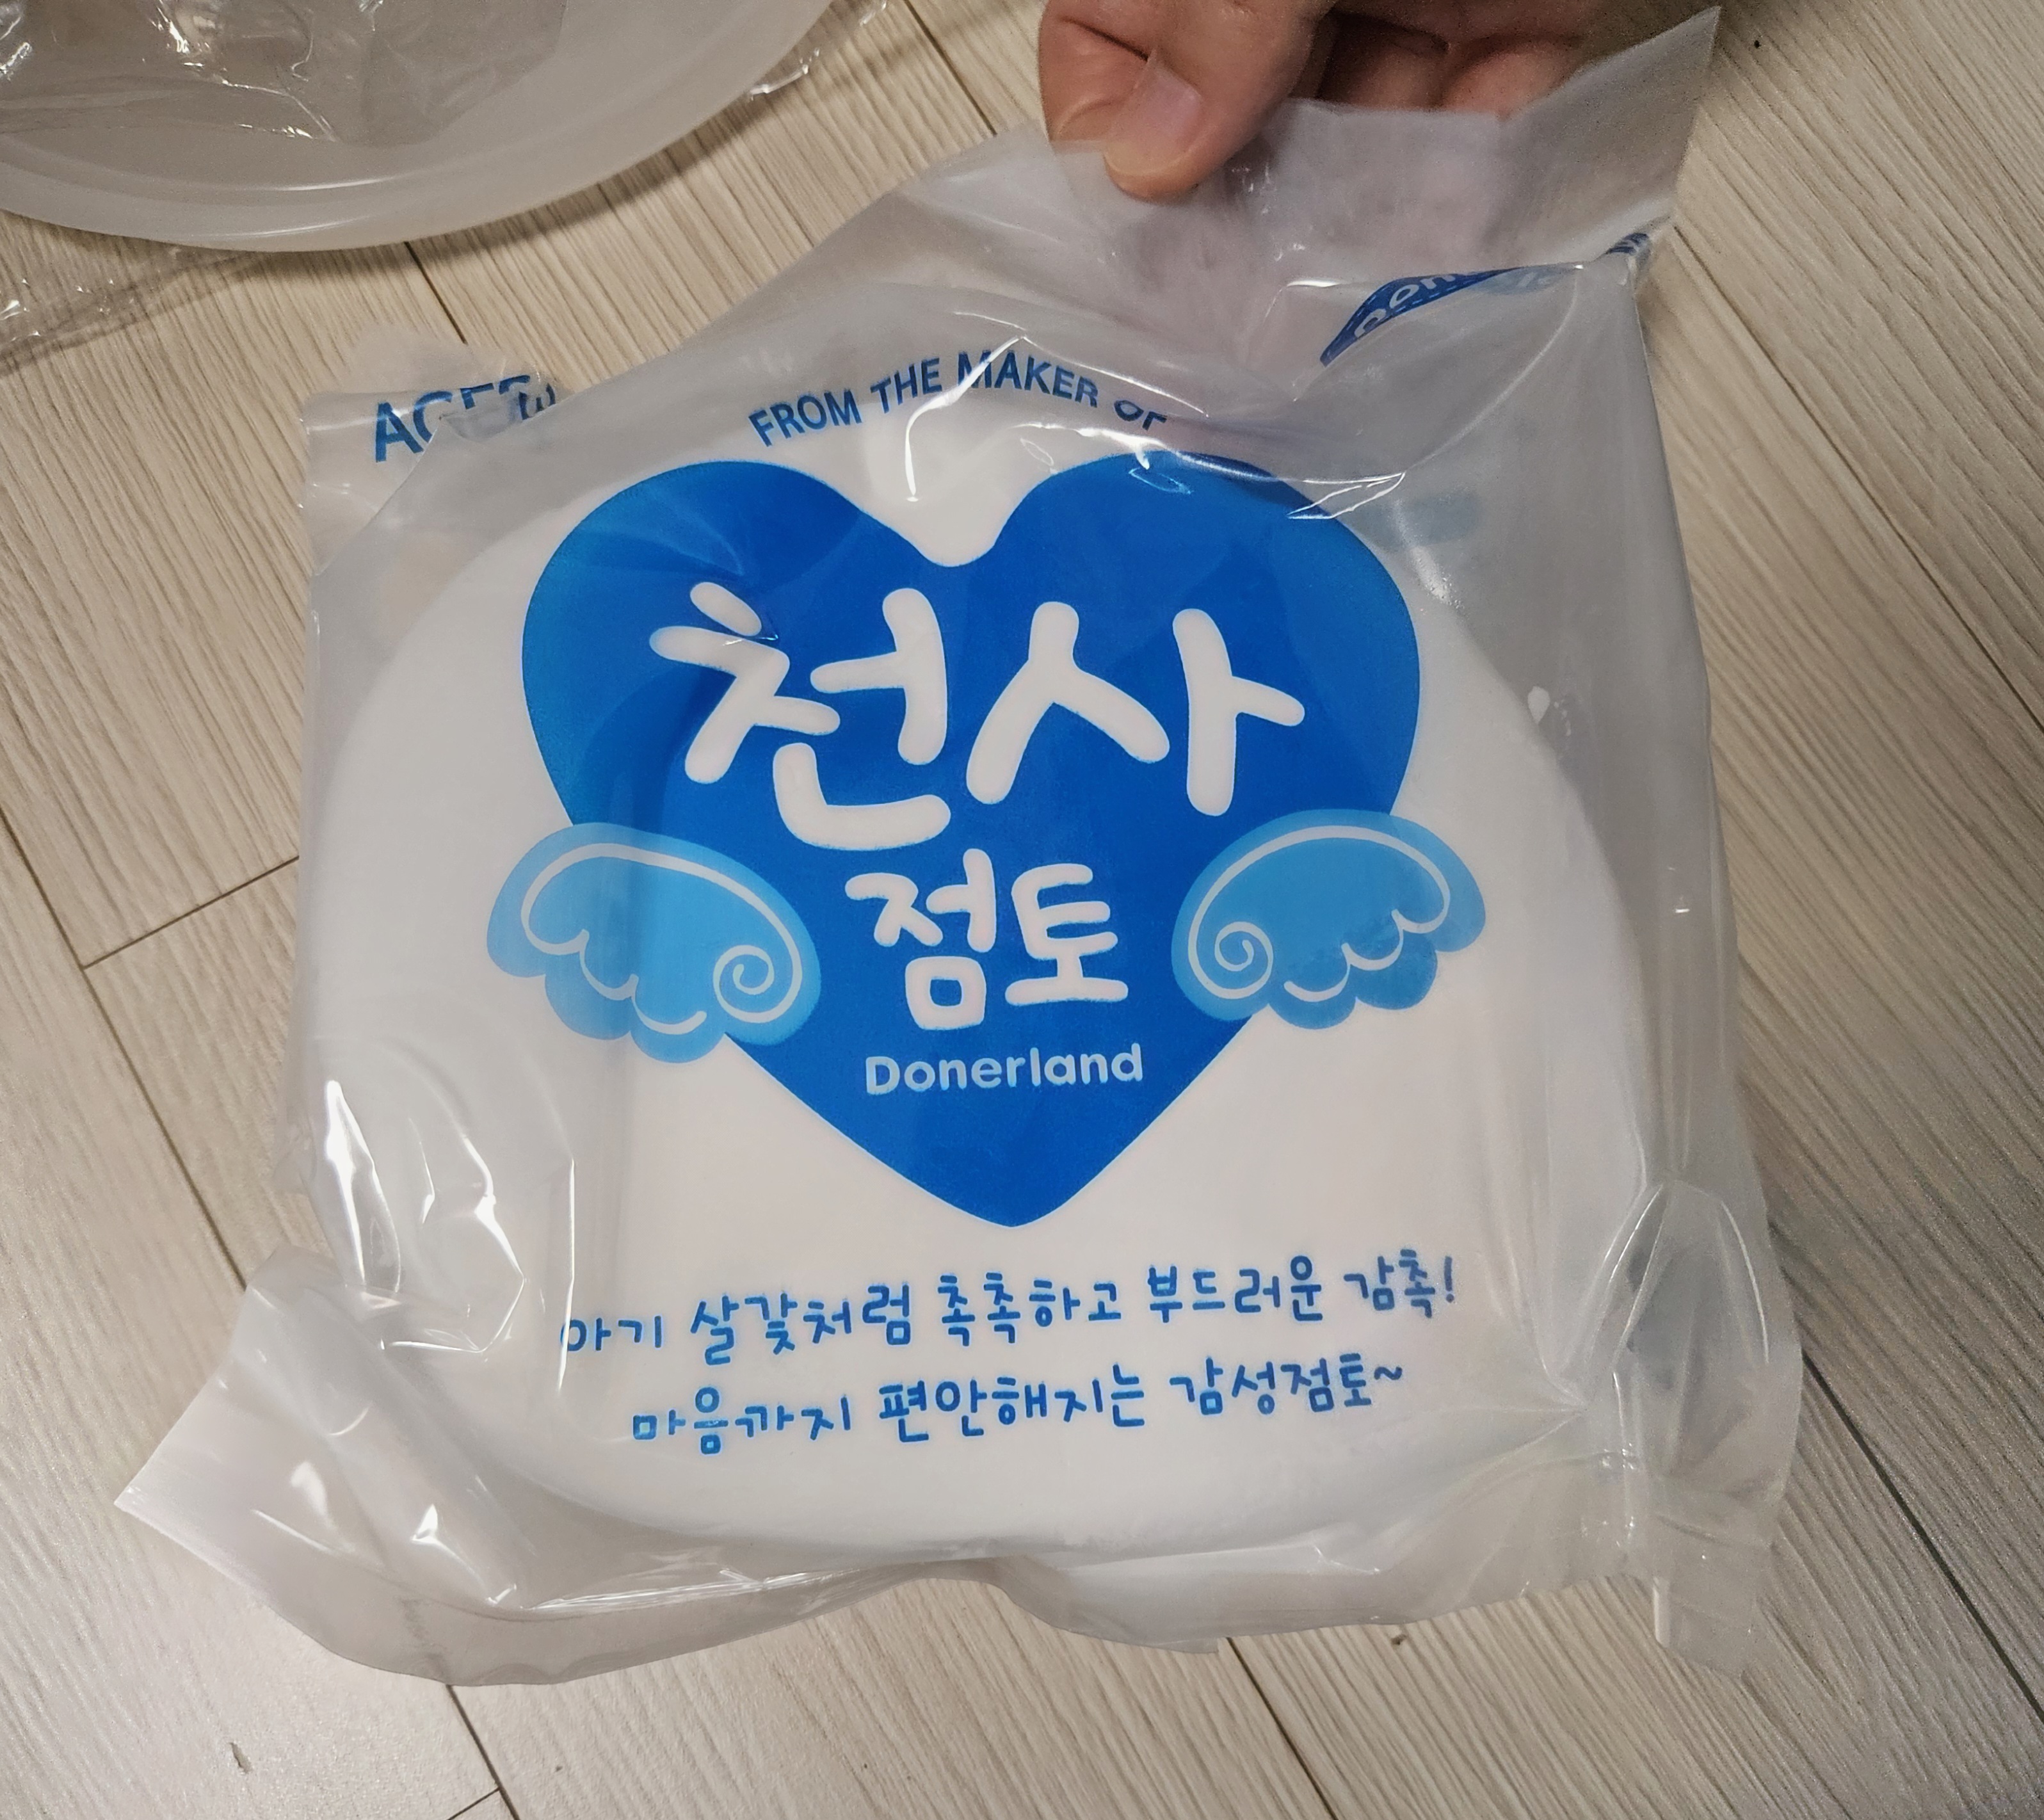 FROM THE MAKER OF
천사
점토
Donerland
아기 살갗처럼 촉촉하고 부드러운 감촉!
마음까지 편안해지는 감성점토~